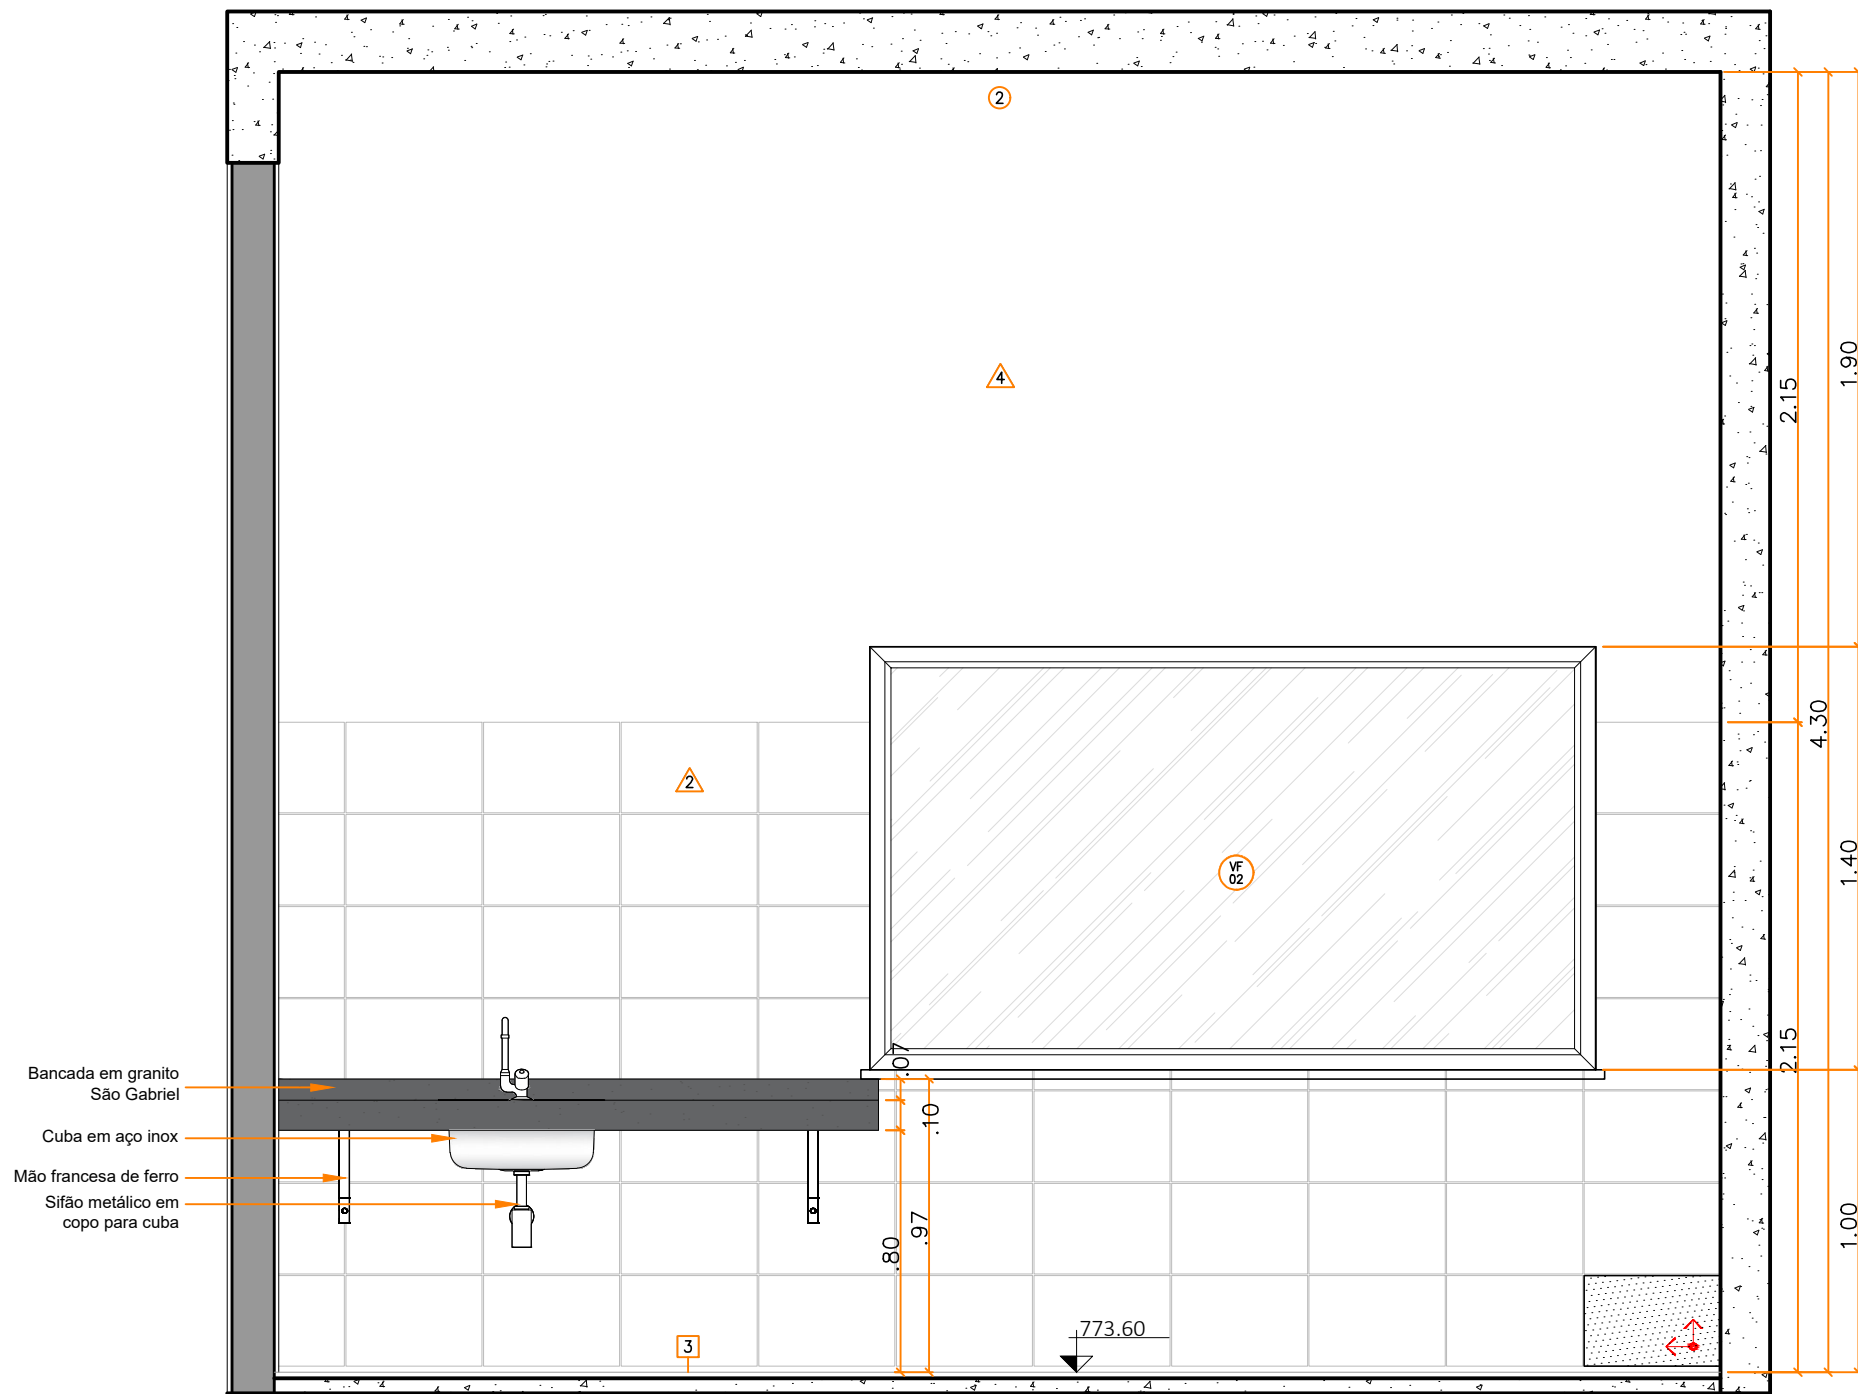 2
1.90
4
2.15
4.30
2
VF
02
1.40
.07
2.15
Bancada em granito
São Gabriel
.10
Cuba em aço inox
Mão francesa de ferro
Sifão metálico em
copo para cuba
.97
.80
1.00
773.60
3